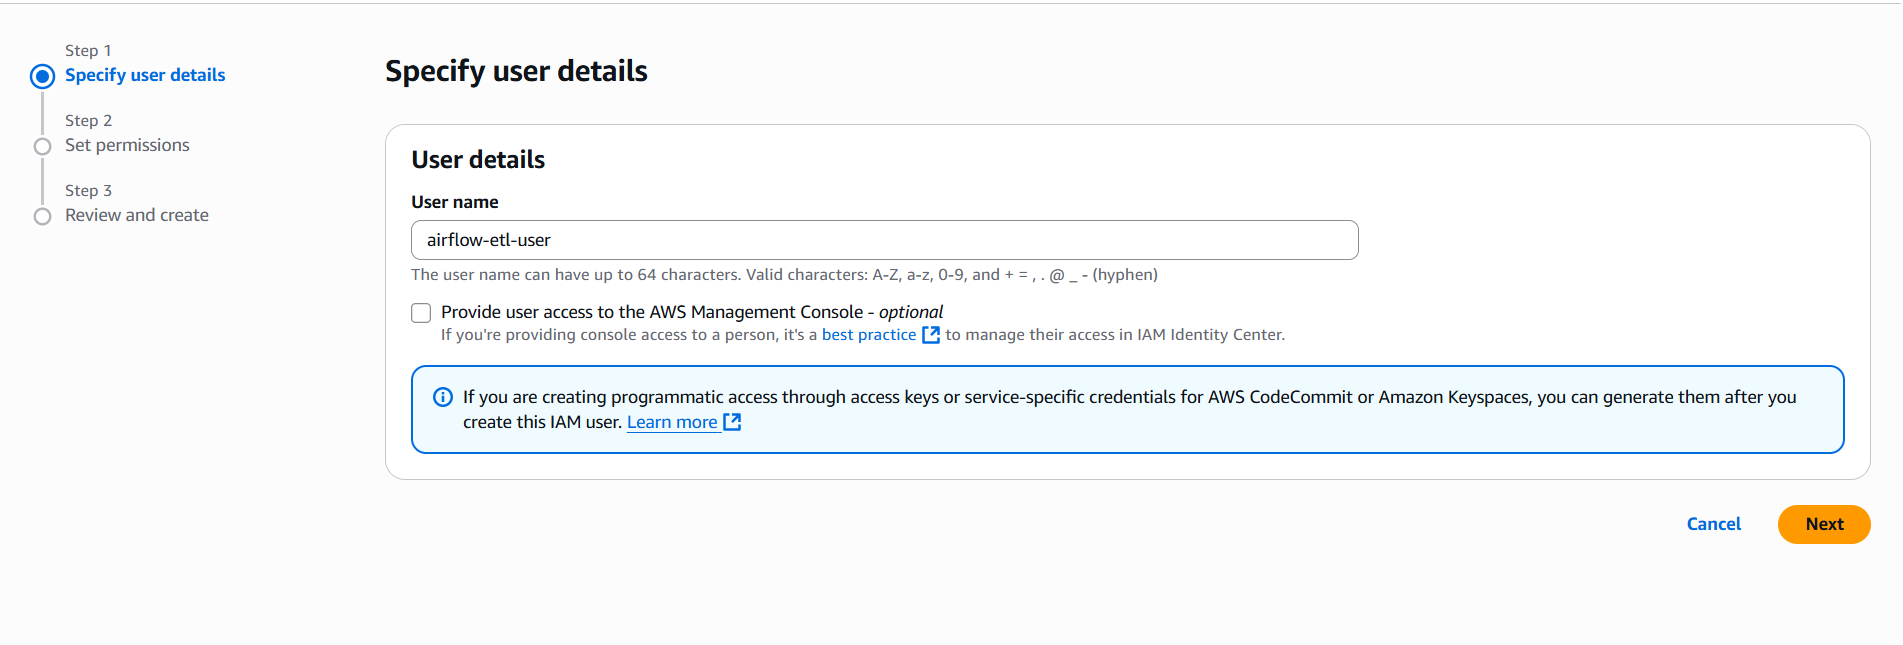 Step 1
Specify user details
Step 2
Set permissions
Step 3
Review and create
Specify user details
User details
User name
airflow-etl-user
The user name can have up to 64 characters. Valid characters: A-Z, a-z, 0-9, and + = , . @ _ - (hyphen)
Provide user access to the AWS Management Console - optional
If you're providing console access to a person, it's a best practice to manage their access in IAM Identity Center.
If you are creating programmatic access through access keys or service-specific credentials for AWS CodeCommit or Amazon Keyspaces, you can generate them after you
create this IAM user. Learn more
Cancel
Next